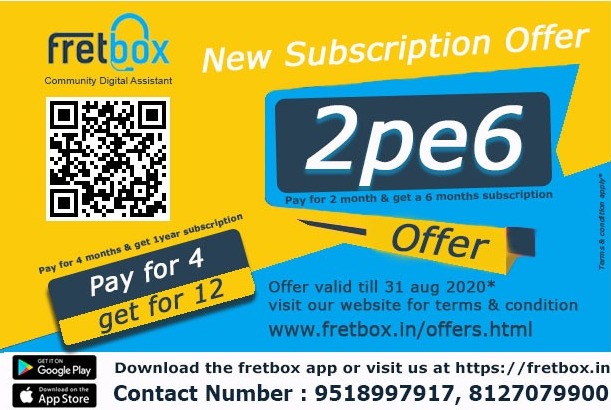 fretbox
Community Digital Assistant
New Subscription Offer
2pe6
Pay for 2 month & get a 6 months subscription
Offer
Terms & condition apply*
Pay for 4 months & get 1year subscription
Pay for 4
get for 12
Offer valid till 31 aug 2020*
visit our website for terms & condition
www.fretbox.in/offers.html
GET IT ON
Google Play
Download on the
App Store
Download the fretbox app or visit us at https://fretbox.in
Contact Number : 9518997917, 8127079900